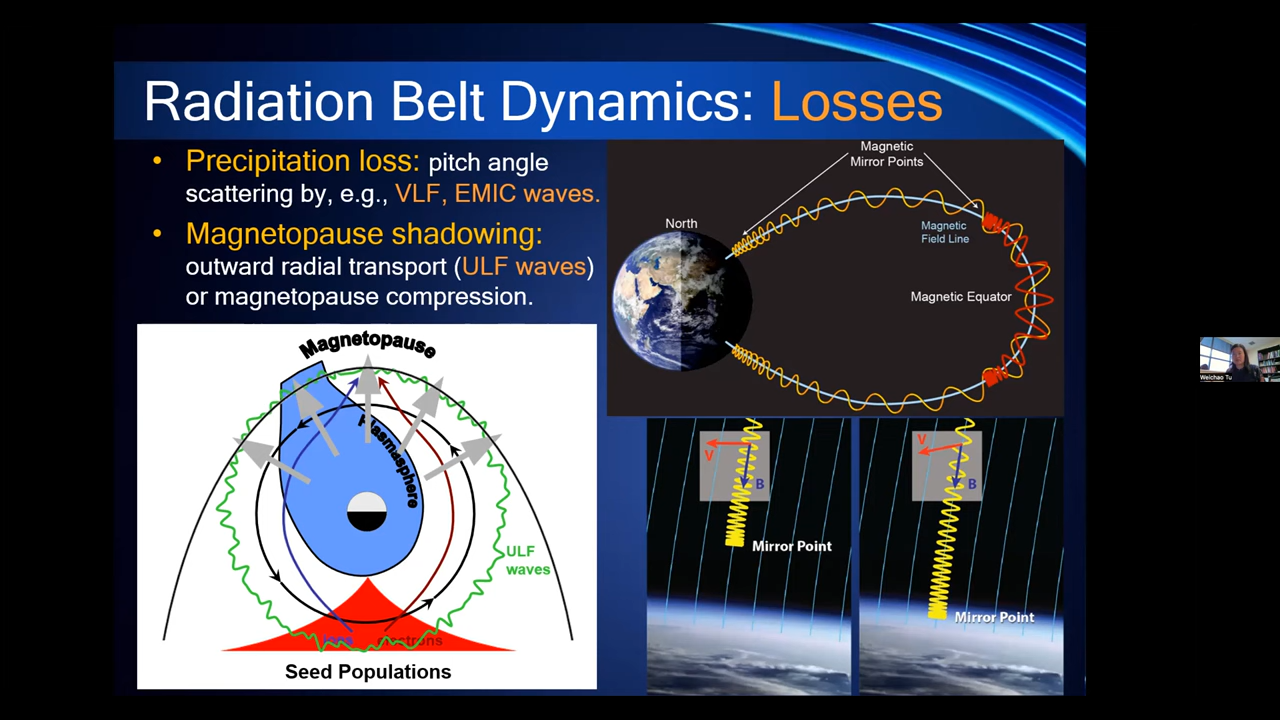 Radiation Belt Dynamics: Losses
• Precipitation loss: pitch angle
scattering by, e.g., VLF, EMIC waves.
• Magnetopause shadowing:
outward radial transport (ULF waves)
or magnetopause compression.
Magnetopause
Plasmasphere
ULF
waves
ions
electrons
Seed Populations
Magnetic
Mirror Points
North
Magnetic
Field Line
Magnetic Equator
V
B
Mirror Point
V
B
Mirror Point
Weichao Tu